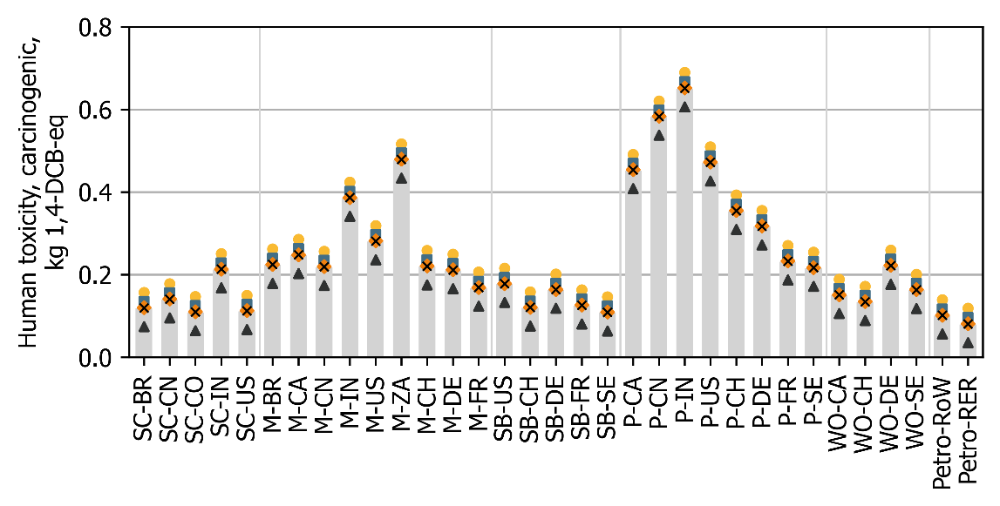 Human toxicity, carcinogenic,
kg 1,4-DCB-eq
0.8
0.6
0.4
0.2
0.0
SC-BR
SC-CN
SC-CO
SC-IN
SC-US
M-BR
M-CA
M-CN
M-IN
M-US
M-ZA
M-CH
M-DE
M-FR
SB-US
SB-CH
SB-DE
SB-FR
SB-SE
P-CA
P-CN
P-IN
P-US
P-CH
P-DE
P-FR
P-SE
WO-CA
WO-CH
WO-DE
WO-SE
Petro-RoW
Petro-RER